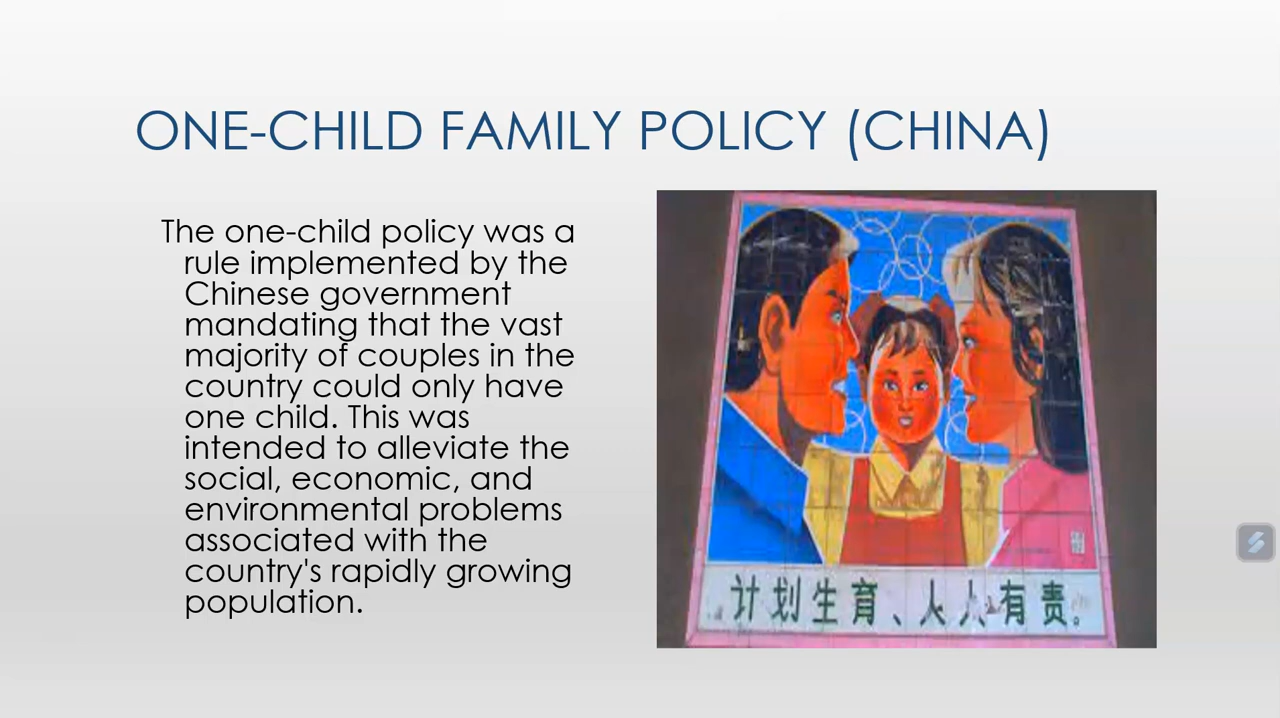 ONE-CHILD FAMILY POLICY (CHINA)
The one-child policy was a
rule implemented by the
Chinese government
mandating that the vast
majority of couples in the
country could only have
one child. This was
intended to alleviate the
social, economic, and
environmental problems
associated with the
country's rapidly growing
population.
计划生育、人人有责。